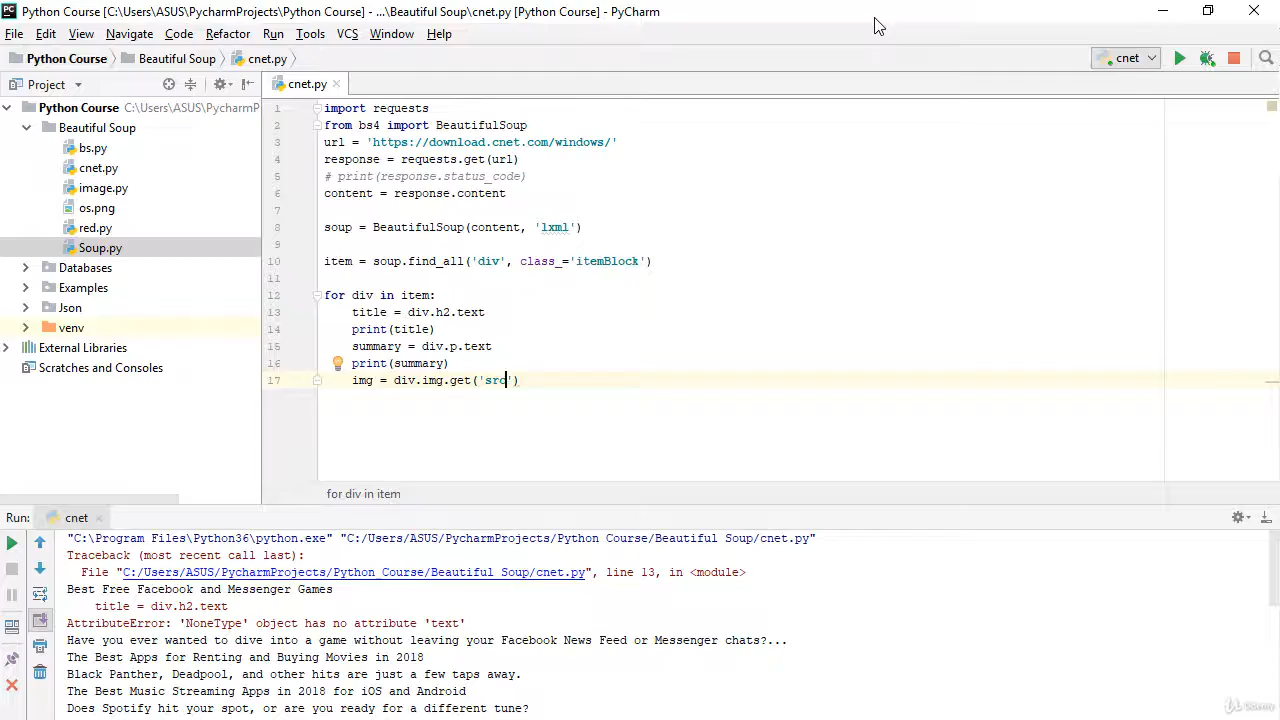 Python Course [C:\Users\ASUS\PycharmProjects\Python Course] - ...\Beautiful Soup\cnet.py [Python Course] - PyCharm
File Edit View Navigate Code Refactor Run Tools VCS Window Help
Python Course Beautiful Soup cnet.py cnet
Project cnet.py
Python Course C:\Users\ASUS\PycharmP
Beautiful Soup
bs.py
cnet.py
image.py
os.png
red.py
Soup.py
Databases
Examples
Json
venv
External Libraries
Scratches and Consoles
1 import requests
2 from bs4 import BeautifulSoup
3 url = 'https://download.cnet.com/windows/'
4 response = requests.get(url)
5 # print(response.status_code)
6 content = response.content
7
8 soup = BeautifulSoup(content, 'lxml')
9
10 item = soup.find_all('div', class_='itemBlock')
11
12 for div in item:
13 title = div.h2.text
14 print(title)
15 summary = div.p.text
16 print(summary)
17 img = div.img.get('src')
for div in item
Run: cnet
"C:\Program Files\Python36\python.exe" "C:/Users/ASUS/PycharmProjects/Python Course/Beautiful Soup/cnet.py"
Traceback (most recent call last):
File "C:/Users/ASUS/PycharmProjects/Python Course/Beautiful Soup/cnet.py", line 13, in <module>
Best Free Facebook and Messenger Games
title = div.h2.text
AttributeError: 'NoneType' object has no attribute 'text'
Have you ever wanted to dive into a game without leaving your Facebook News Feed or Messenger chats?...
The Best Apps for Renting and Buying Movies in 2018
Black Panther, Deadpool, and other hits are just a few taps away.
The Best Music Streaming Apps in 2018 for iOS and Android
Does Spotify hit your spot, or are you ready for a different tune?
Udemy